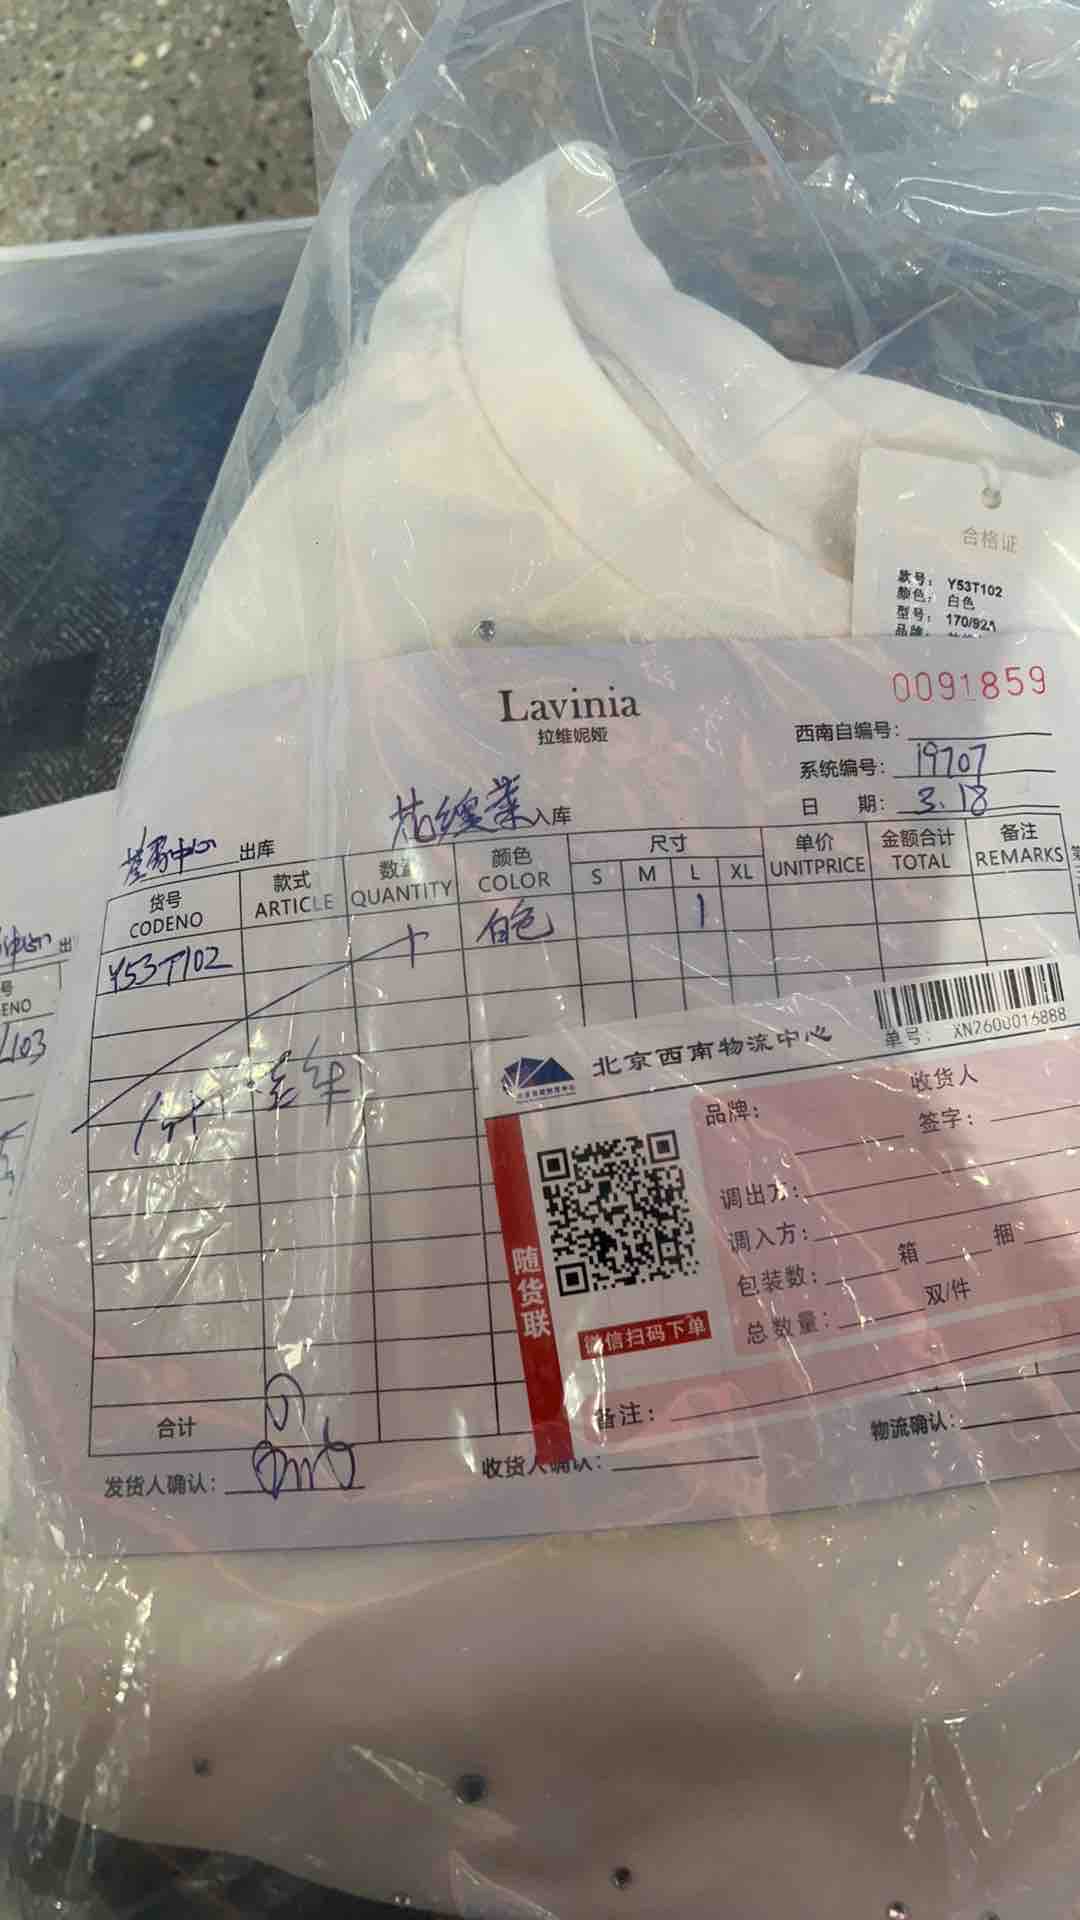 合格证
款号： Y53T102
颜色： 白色
型号： 170/92A
品牌：
Lavinia
拉维妮娅
0091859
西南自编号：
系统编号： 19707
日 期： 3.18
出库
入库
货号 CODENO
款式 ARTICLE
数量 QUANTITY
颜色 COLOR
尺寸
S M L XL
单价 UNITPRICE
金额合计 TOTAL
备注 REMARKS
Y53T102 白色 1
合计
发货人确认：
收货人确认：
物流确认：
北京西南物流中心
单号： XN2600016888
收货人
品牌：
签字：
调出方：
调入方：
包装数： 箱 捆
总数量： 双/件
备注：
随货联
微信扫码下单
出
号
ENO